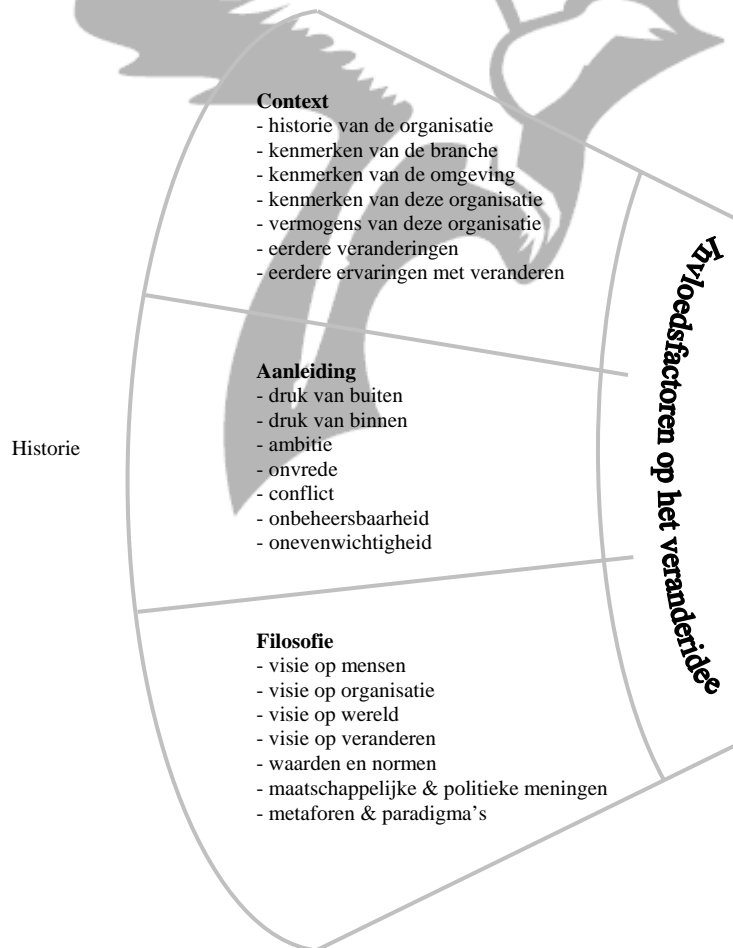 Context
- historie van de organisatie
- kenmerken van de branche
- kenmerken van de omgeving
- kenmerken van deze organisatie
- vermogens van deze organisatie
- eerdere veranderingen
- eerdere ervaringen met veranderen
Aanleiding
- druk van buiten
- druk van binnen
- ambitie
- onvrede
- conflict
- onbeheersbaarheid
- onevenwichtigheid
Historie
Filosofie
- visie op mensen
- visie op organisatie
- visie op wereld
- visie op veranderen
- waarden en normen
- maatschappelijke & politieke meningen
- metaforen & paradigma's
Invloedsfactoren op het veranderidee